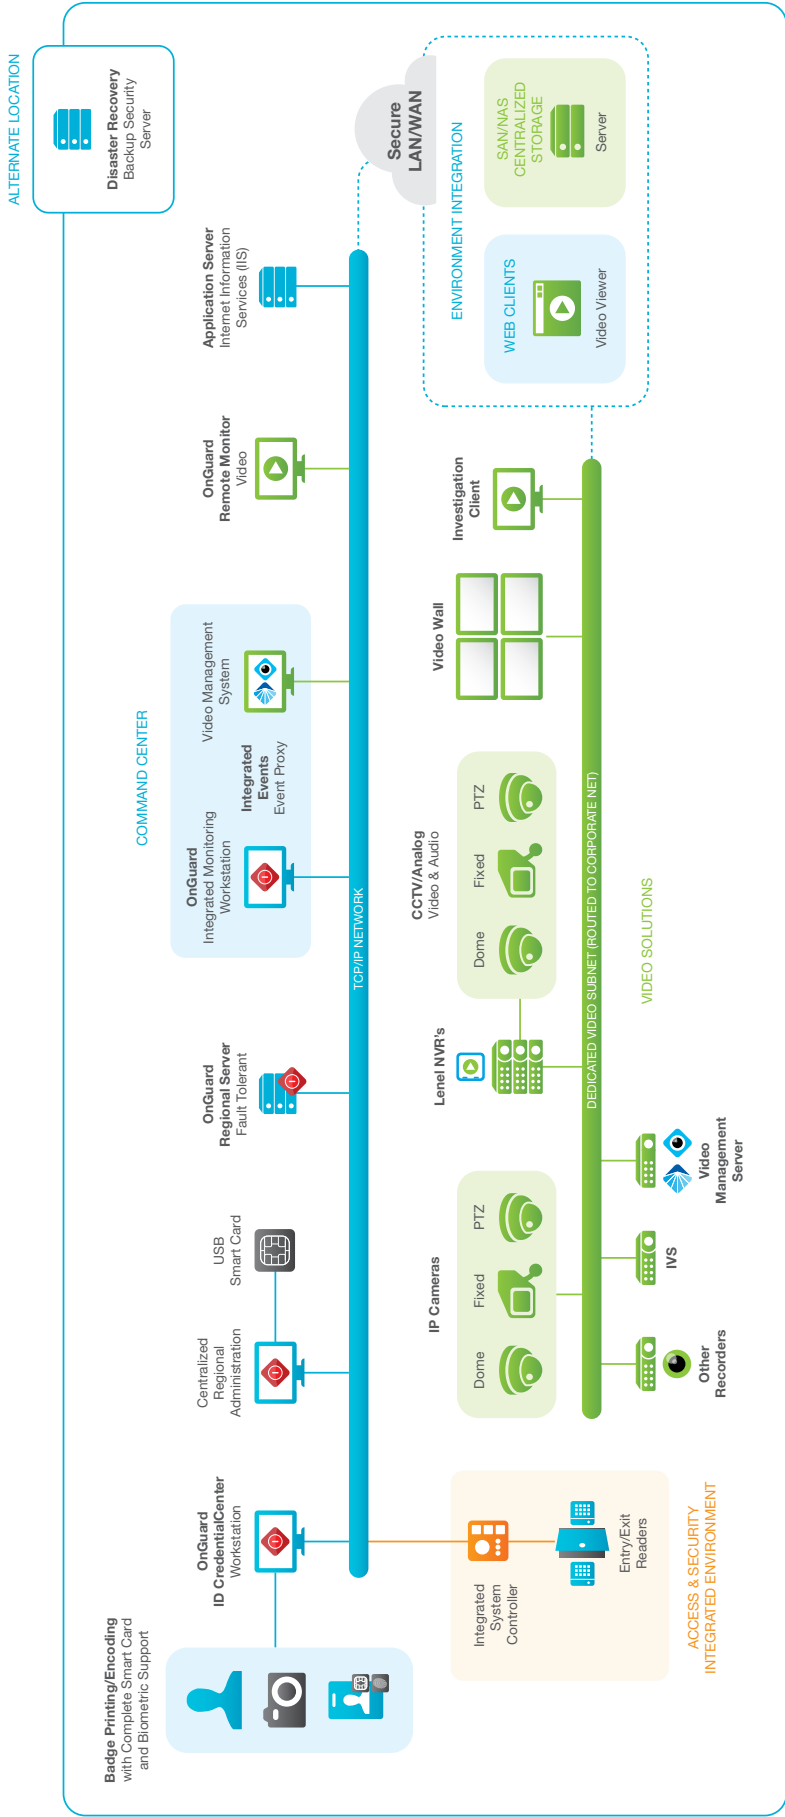 ALTERNATE LOCATION
Disaster Recovery
Backup Security
Server
Badge Printing/Encoding
with Complete Smart Card
and Biometric Support
OnGuard
ID CredentialCenter
Workstation
Centralized
Regional
Administration
USB
Smart Card
OnGuard
Regional Server
Fault Tolerant
COMMAND CENTER
OnGuard
Integrated Monitoring
Workstation
Integrated
Events
Event Proxy
Video Management
System
OnGuard
Remote Monitor
Video
Application Server
Internet Information
Services (IIS)
TCP/IP NETWORK
Secure
LAN/WAN
ENVIRONMENT INTEGRATION
WEB CLIENTS
Video Viewer
SAN/NAS
CENTRALIZED
STORAGE
Server
Integrated
System
Controller
Entry/Exit
Readers
ACCESS & SECURITY
INTEGRATED ENVIRONMENT
IP Cameras
Dome
Fixed
PTZ
Lenel NVR's
CCTV/Analog
Video & Audio
Dome
Fixed
PTZ
Video Wall
Investigation
Client
DEDICATED VIDEO SUBNET (ROUTED TO CORPORATE NET)
Other
Recorders
IVS
Video
Management
Server
VIDEO SOLUTIONS